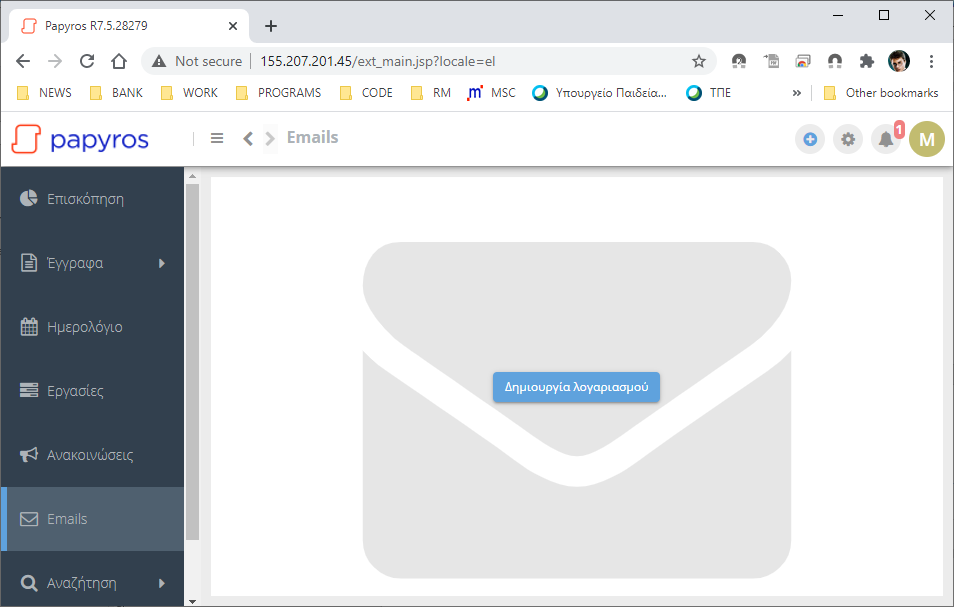 Papyros R7.5.28279
Not secure 155.207.201.45/ext_main.jsp?locale=el
NEWS BANK WORK PROGRAMS CODE RM MSC Υπουργείο Παιδεία... ΤΠΕ » Other bookmarks
papyros Emails 1 M
Επισκόπηση
Έγγραφα
Ημερολόγιο
Δημιουργία λογαριασμού
Εργασίες
Ανακοινώσεις
Emails
Αναζήτηση